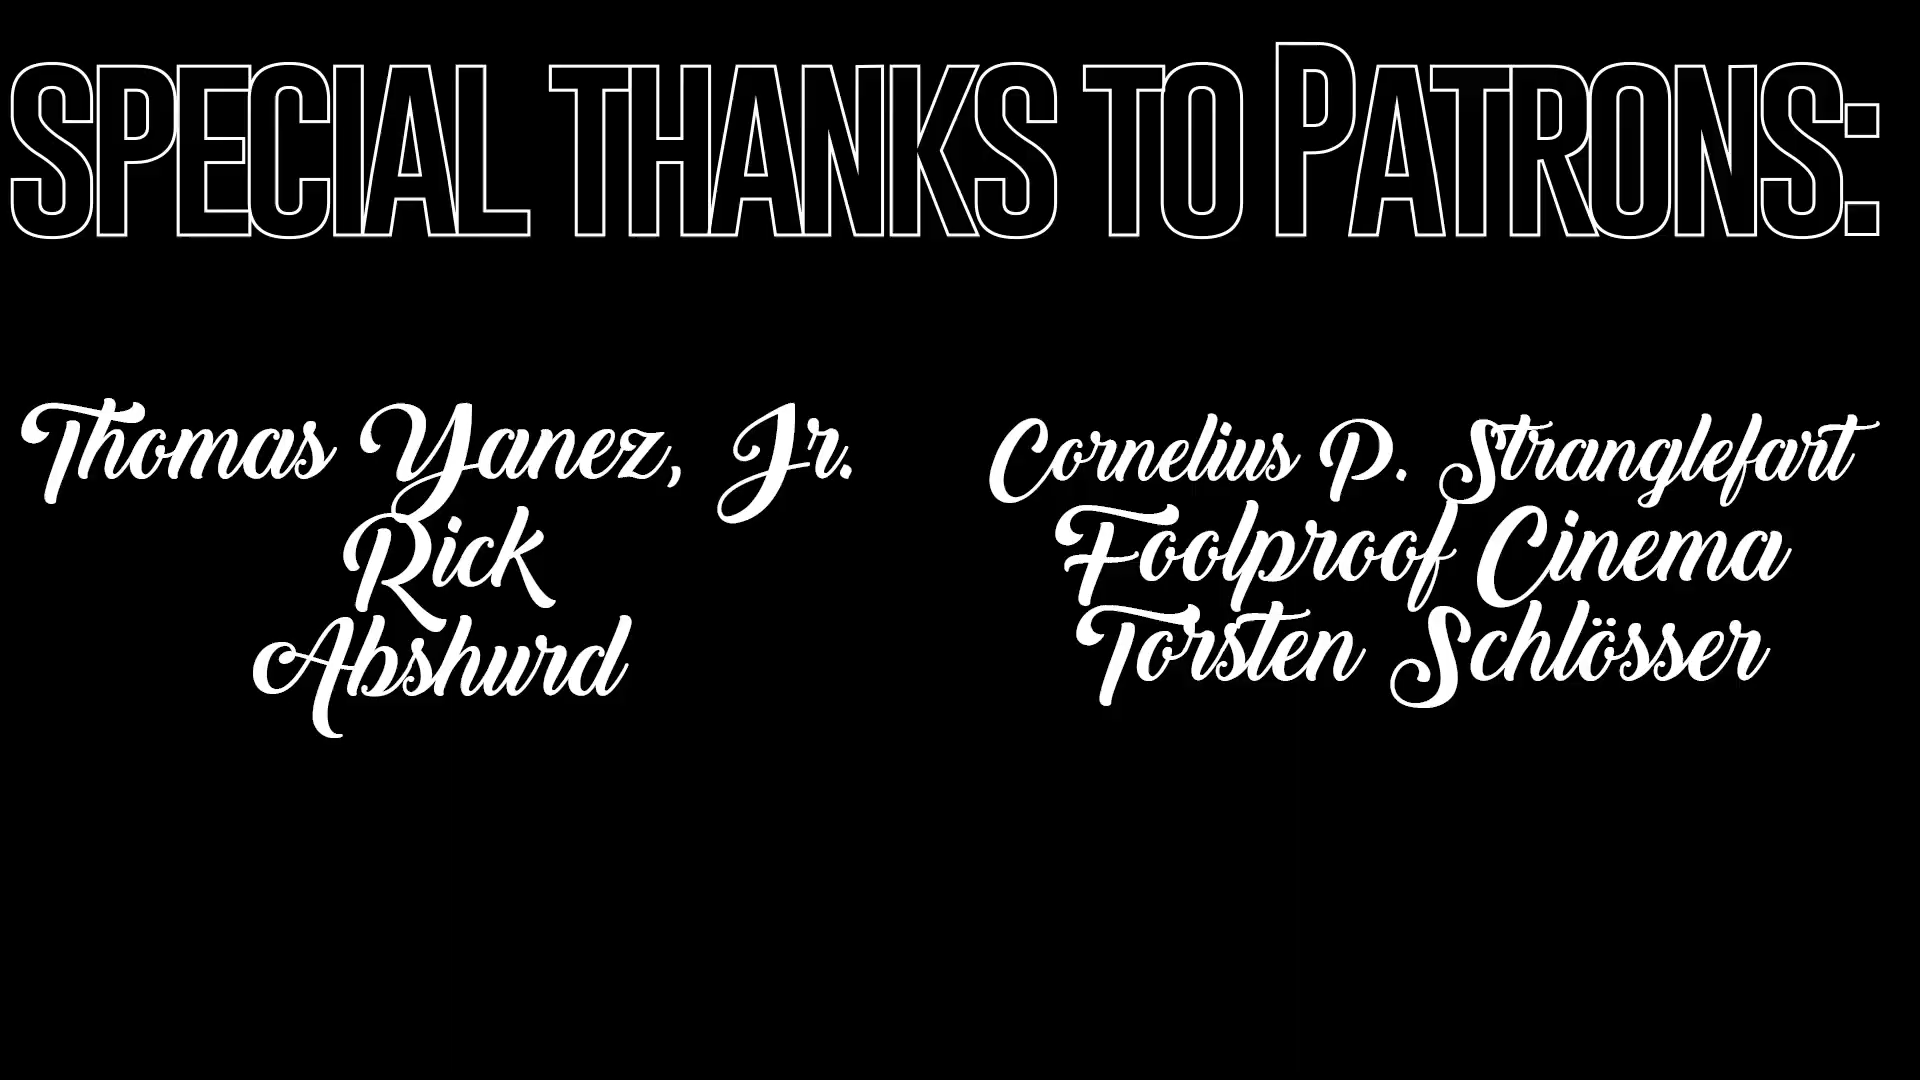 SPECIAL THANKS TO PATRONS:
Thomas Yanez, Jr.
Rick
Abshurd
Cornelius P. Stranglefart
Foolproof Cinema
Torsten Schlösser